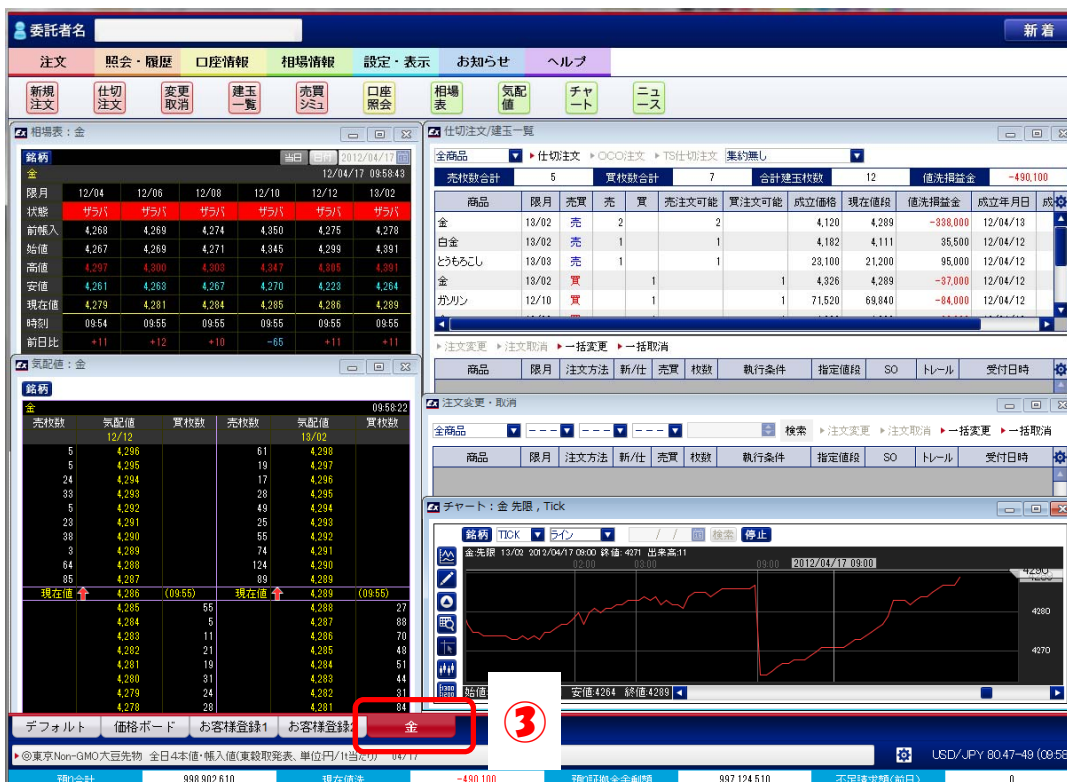 委託者名
新着
注文 照会・履歴 口座情報 相場情報 設定・表示 お知らせ ヘルプ
新規注文 仕切注文 変更取消 建玉一覧 売買シミュ 口座照会 相場表 気配値 チャート ニュース
相場表：金
銘柄 当日 日付 2012/04/17
金 12/04/17 09:58:43
限月 12/04 12/06 12/08 12/10 12/12 13/02
状態 ザラバ ザラバ ザラバ ザラバ ザラバ ザラバ
前帳入 4,268 4,269 4,274 4,350 4,275 4,278
始値 4,267 4,269 4,271 4,345 4,299 4,391
高値 4,297 4,300 4,303 4,347 4,305 4,391
安値 4,261 4,263 4,267 4,270 4,223 4,264
現在値 4,279 4,281 4,284 4,285 4,286 4,289
時刻 09:54 09:55 09:55 09:55 09:55 09:55
前日比 +11 +12 +10 -65 +11 +11
気配値：金
銘柄
金 09:58:22
売枚数 気配値 買枚数 売枚数 気配値 買枚数
12/12 13/02
5 4,296 61 4,298
5 4,295 19 4,297
24 4,294 17 4,296
33 4,293 28 4,295
5 4,292 49 4,294
23 4,291 25 4,293
38 4,290 55 4,292
3 4,289 74 4,291
64 4,288 124 4,290
85 4,287 89 4,289
現在値 4,286 (09:55) 現在値 4,289 (09:55)
4,285 55 4,288 27
4,284 5 4,287 88
4,283 11 4,286 70
4,282 21 4,285 48
4,281 19 4,284 51
4,280 31 4,283 44
4,279 24 4,282 31
4,278 28 4,281 84
仕切注文/建玉一覧
全商品 仕切注文 OCO注文 TS仕切注文 集約無し
売枚数合計 5 買枚数合計 7 合計建玉枚数 12 値洗損益金 -490,100
商品 限月 売買 売 買 売注文可能 買注文可能 成立価格 現在値段 値洗損益金 成立年月日
金 13/02 売 2 2 4,120 4,289 -338,000 12/04/13
白金 13/02 売 1 1 4,182 4,111 35,500 12/04/12
とうもろこし 13/03 売 1 1 23,100 21,200 95,000 12/04/12
金 13/02 買 1 1 4,326 4,289 -37,000 12/04/12
ガソリン 12/10 買 1 1 71,520 69,840 -84,000 12/04/12
注文変更 注文取消 一括変更 一括取消
商品 限月 注文方法 新/仕 売買 枚数 執行条件 指定値段 SO トレール 受付日時
注文変更・取消
全商品 --- --- --- 検索 注文変更 注文取消 一括変更 一括取消
商品 限月 注文方法 新/仕 売買 枚数 執行条件 指定値段 SO トレール 受付日時
チャート：金 先限 , Tick
銘柄 TICK ライン / / 検索 停止
金:先限 13/02 2012/04/17 09:00 終値:4271 出来高:11
02:00 03:00 09:00 2012/04/17 09:00
4290
4280
4270
始値 安値:4264 終値:4289
デフォルト 価格ボード お客様登録1 お客様登録2 金
③
◎東京Non-GMO大豆先物 全日4本値・帳入値(東穀取発表、単位円/1t当たり) 04/17
USD/JPY 80.47-49 (09:58
預り合計 998,902,610 現在値洗 -490,100 預り証拠金余剰額 997,124,510 不足請求額(前日) 0